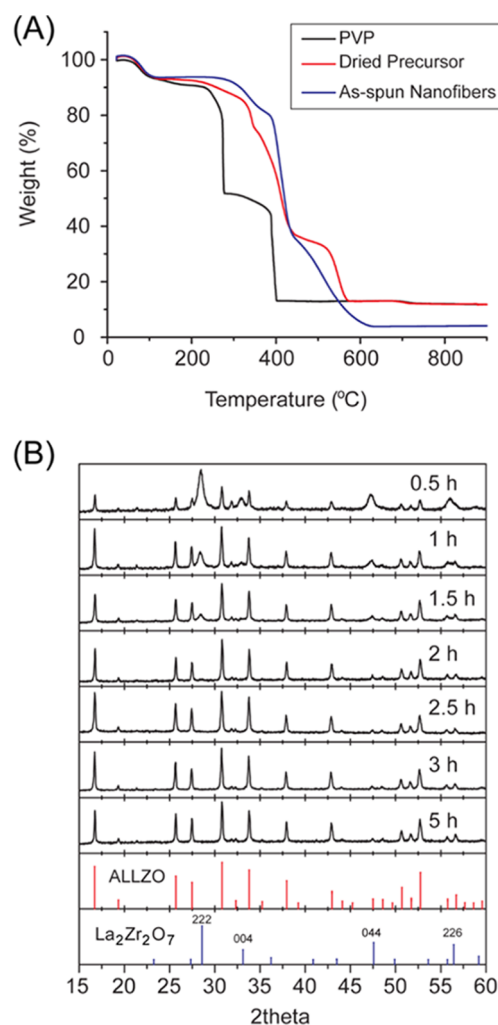 (A)
PVP
Dried Precursor
As-spun Nanofibers
100
80
60
40
20
0
Weight (%)
0 200 400 600 800
Temperature (ºC)
(B)
0.5 h
1 h
1.5 h
2 h
2.5 h
3 h
5 h
ALLZO
La₂Zr₂O₇
222
004
044
226
15 20 25 30 35 40 45 50 55 60
2theta